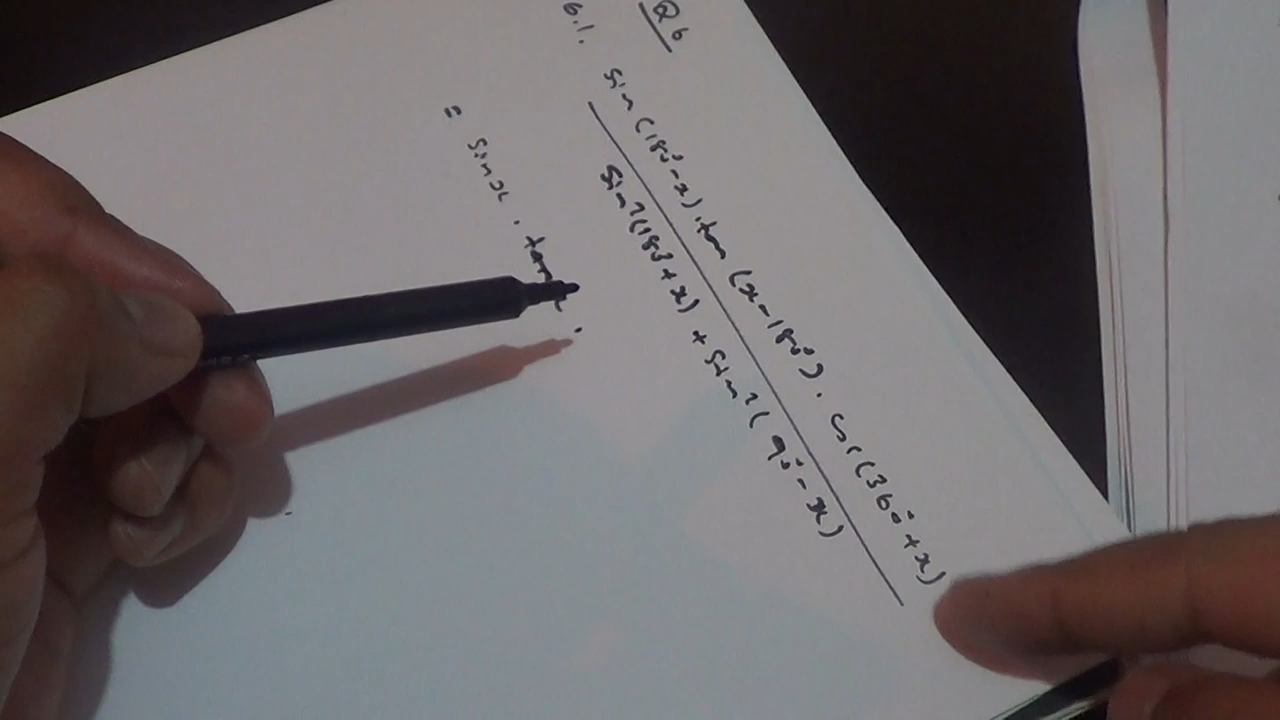 Q6
6.1. sin(180°-x).tan(x-180°).cos(360°+x)
sin²(180+x)+sin²(90°-x)
= sinx.tanx.